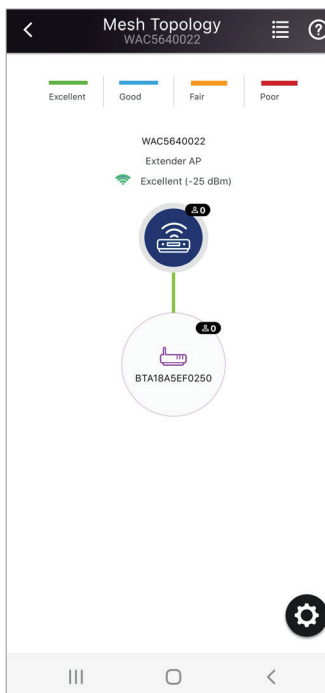 Mesh Topology
WAC5640022
Excellent Good Fair Poor
WAC5640022
Extender AP
Excellent (-25 dBm)
0
0
BTA18A5EF0250